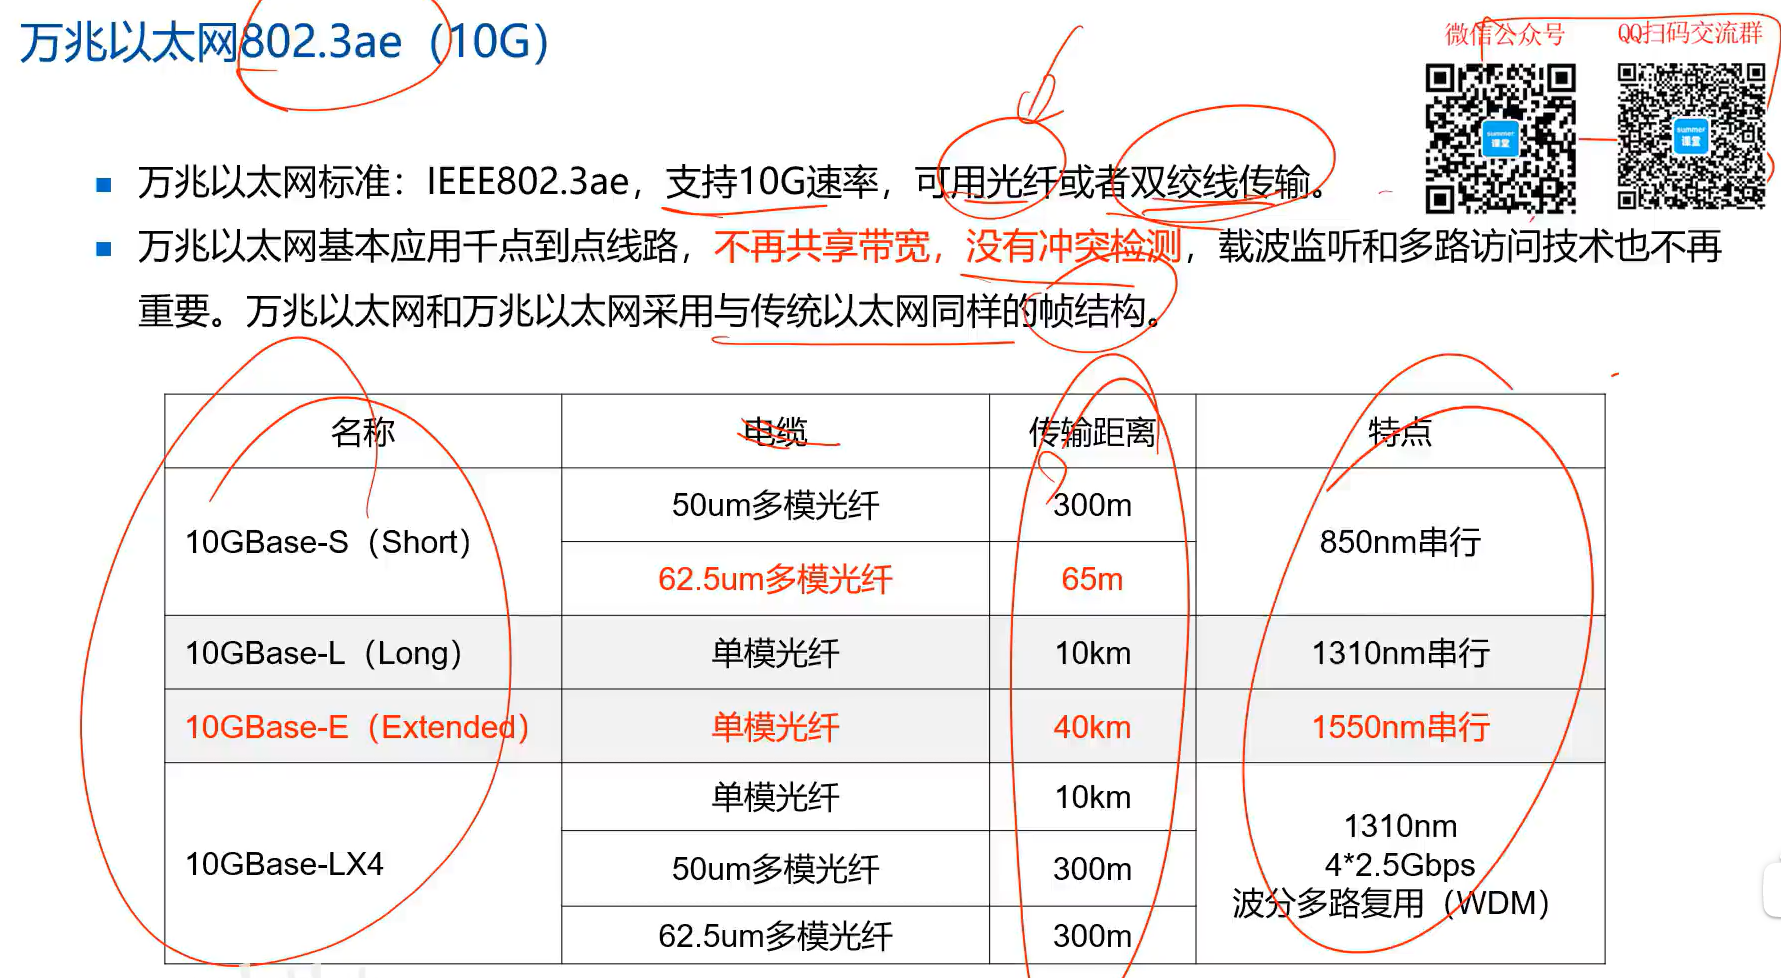 万兆以太网802.3ae（10G）
微信公众号
QQ扫码交流群
summer
课堂
summer
课堂
万兆以太网标准：IEEE802.3ae，支持10G速率，可用光纤或者双绞线传输。
万兆以太网基本应用千点到点线路，不再共享带宽，没有冲突检测，载波监听和多路访问技术也不再
重要。万兆以太网和万兆以太网采用与传统以太网同样的帧结构。
名称 电缆 传输距离 特点
10GBase-S（Short） 50um多模光纤 300m 850nm串行
62.5um多模光纤 65m
10GBase-L（Long） 单模光纤 10km 1310nm串行
10GBase-E（Extended） 单模光纤 40km 1550nm串行
10GBase-LX4 单模光纤 10km
50um多模光纤 300m
62.5um多模光纤 300m
1310nm
4*2.5Gbps
波分多路复用（WDM）